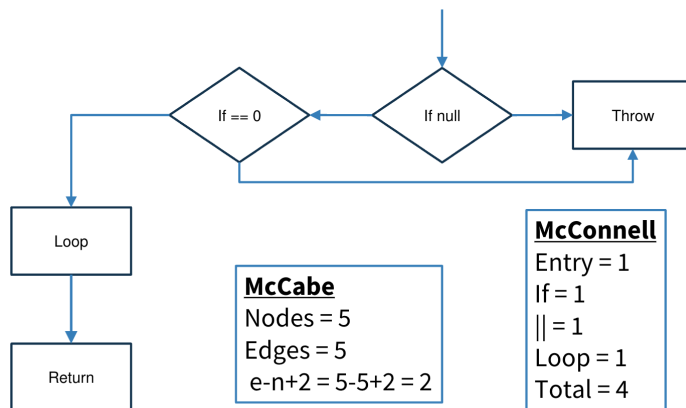 If == 0
If null
Throw
Loop
Return
McCabe
Nodes = 5
Edges = 5
e-n+2 = 5-5+2 = 2
McConnell
Entry = 1
If = 1
|| = 1
Loop = 1
Total = 4